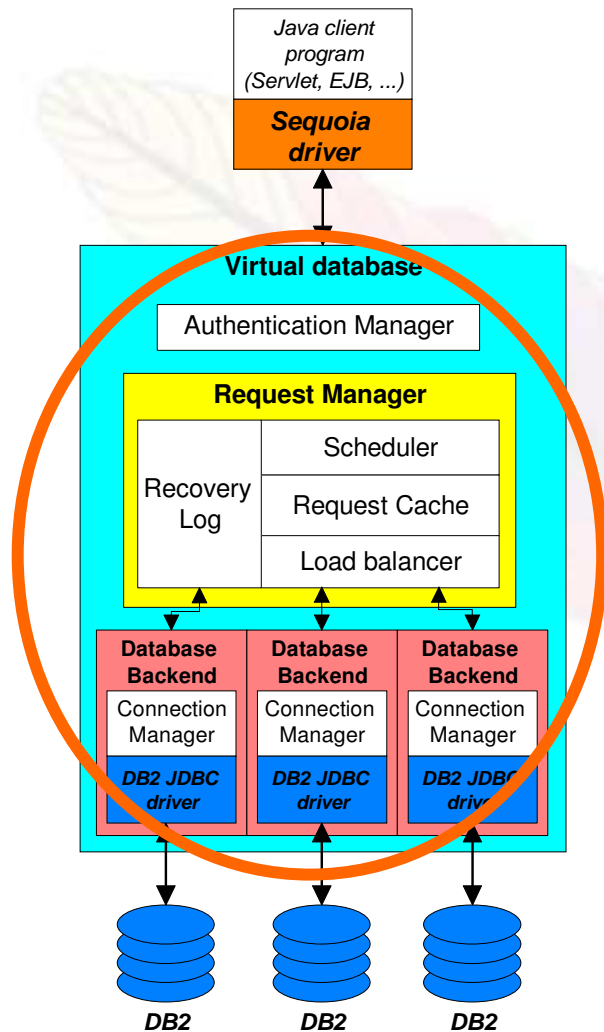 Java client
program
(Servlet, EJB, ...)
Sequoia
driver
Virtual database
Authentication Manager
Request Manager
Recovery
Log
Scheduler
Request Cache
Load balancer
Database
Backend
Connection
Manager
DB2 JDBC
driver
Database
Backend
Connection
Manager
DB2 JDBC
driver
Database
Backend
Connection
Manager
DB2 JDBC
driver
DB2
DB2
DB2